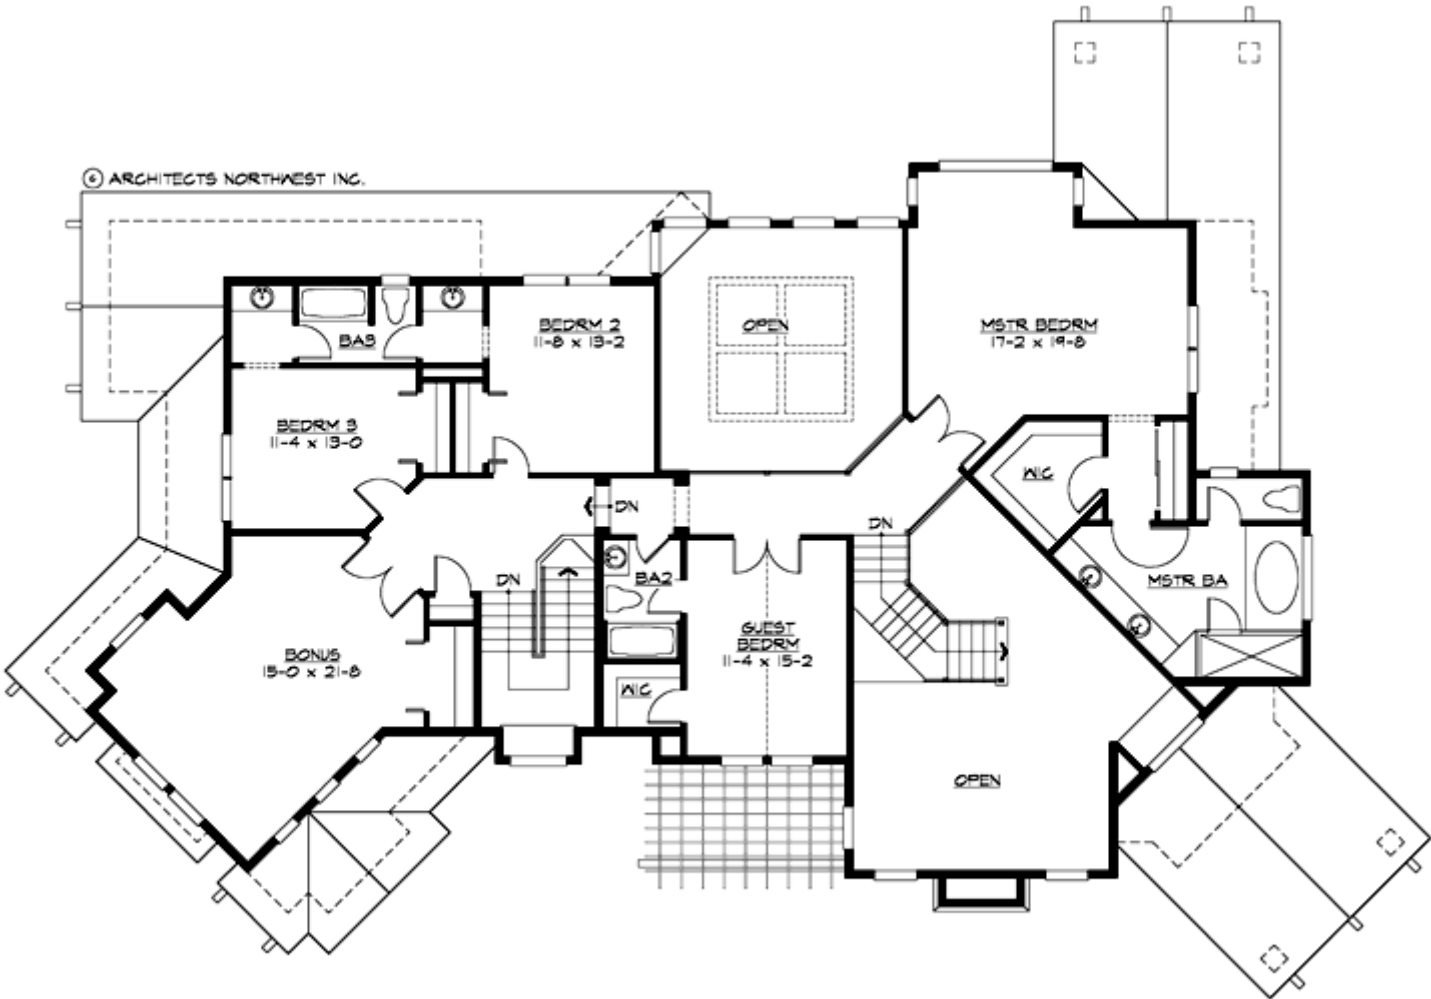 © ARCHITECTS NORTHWEST INC.
BEDRM 2
11-8 x 13-2
OPEN
MSTR BEDRM
17-2 x 19-8
BA3
BEDRM 3
11-4 x 13-0
WIC
DN
DN
DN
BA2
MSTR BA
GUEST
BEDRM
11-4 x 15-2
BONUS
15-0 x 21-8
WIC
OPEN